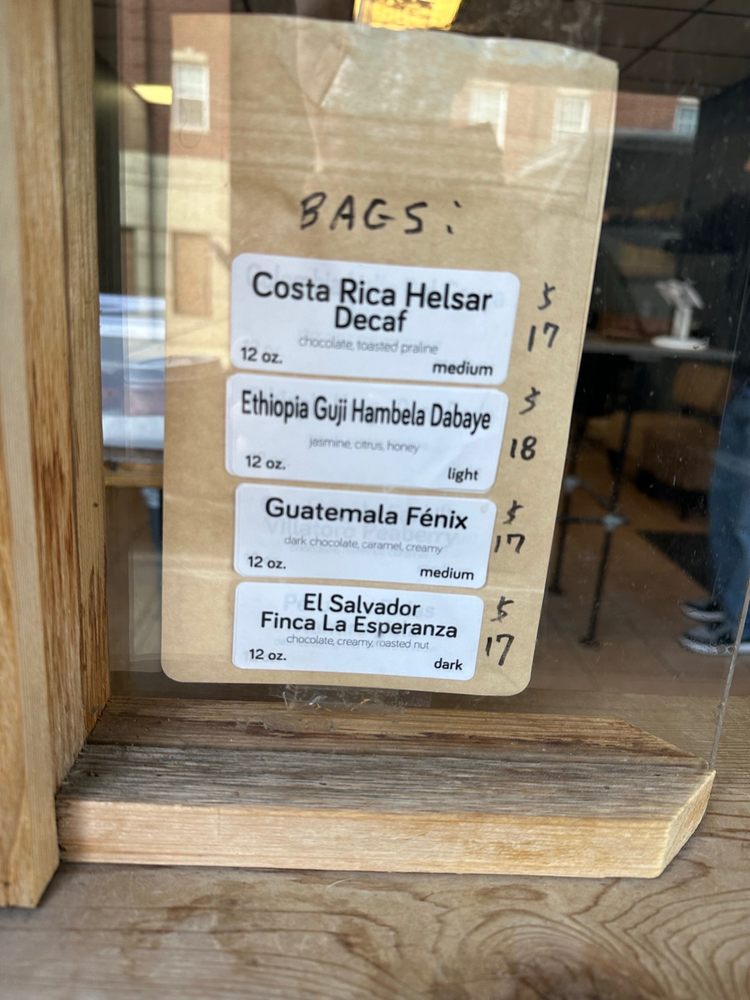 BAGS:
Costa Rica Helsar
Decaf
chocolate, toasted praline
12 oz.
medium
$
17
Ethiopia Guji Hambela Dabaye
jasmine, citrus, honey
12 oz.
light
$
18
Guatemala Fénix
Villatoro Peaberry
dark chocolate, caramel, creamy
12 oz.
medium
$
17
El Salvador
Finca La Esperanza
chocolate, creamy, roasted nut
12 oz.
dark
$
17